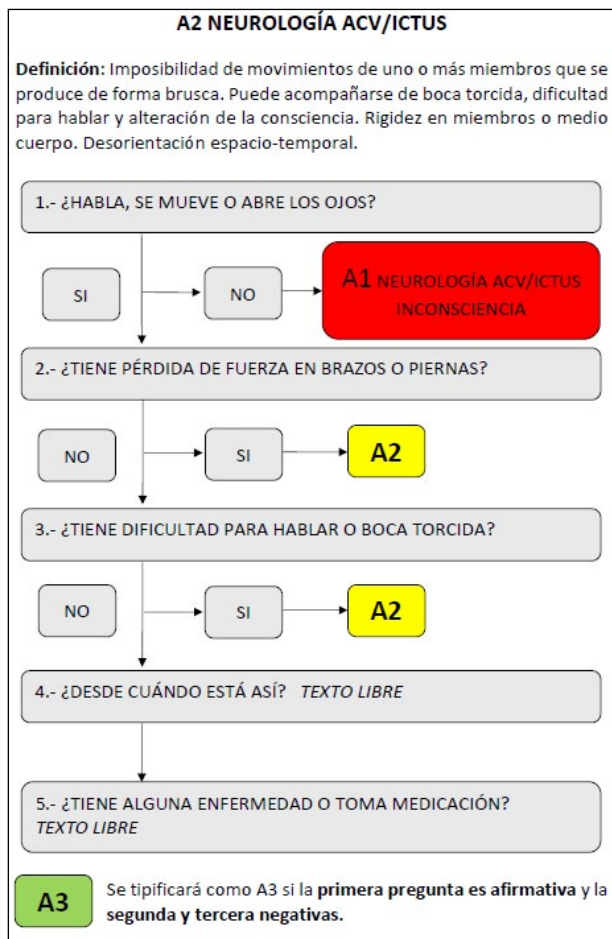 A2 NEUROLOGÍA ACV/ICTUS
Definición: Imposibilidad de movimientos de uno o más miembros que se
produce de forma brusca. Puede acompañarse de boca torcida, dificultad
para hablar y alteración de la consciencia. Rigidez en miembros o medio
cuerpo. Desorientación espacio-temporal.
1.- ¿HABLA, SE MUEVE O ABRE LOS OJOS?
SI
NO
A1 NEUROLOGÍA ACV/ICTUS
INCONSCIENCIA
2.- ¿TIENE PÉRDIDA DE FUERZA EN BRAZOS O PIERNAS?
NO
SI
A2
3.- ¿TIENE DIFICULTAD PARA HABLAR O BOCA TORCIDA?
NO
SI
A2
4.- ¿DESDE CUÁNDO ESTÁ ASÍ? TEXTO LIBRE
5.- ¿TIENE ALGUNA ENFERMEDAD O TOMA MEDICACIÓN?
TEXTO LIBRE
A3
Se tipificará como A3 si la primera pregunta es afirmativa y la
segunda y tercera negativas.